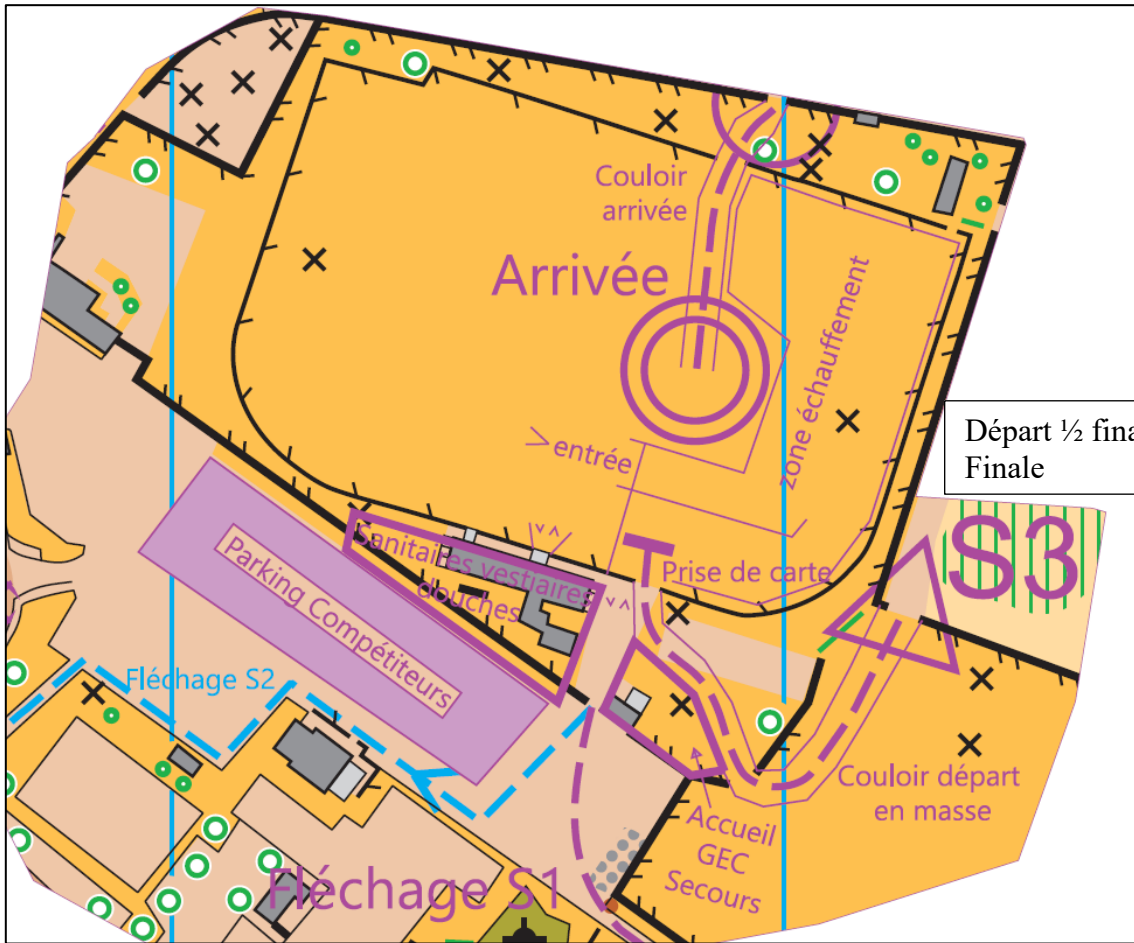 Couloir
arrivée
Arrivée
zone échauffement
entrée
Départ ½ fina
Finale
S3
Sanitaires vestiaires
douches
Prise de carte
Parking Compétiteurs
Fléchage S2
Couloir départ
en masse
Accueil
GEC
Secours
Fléchage S1